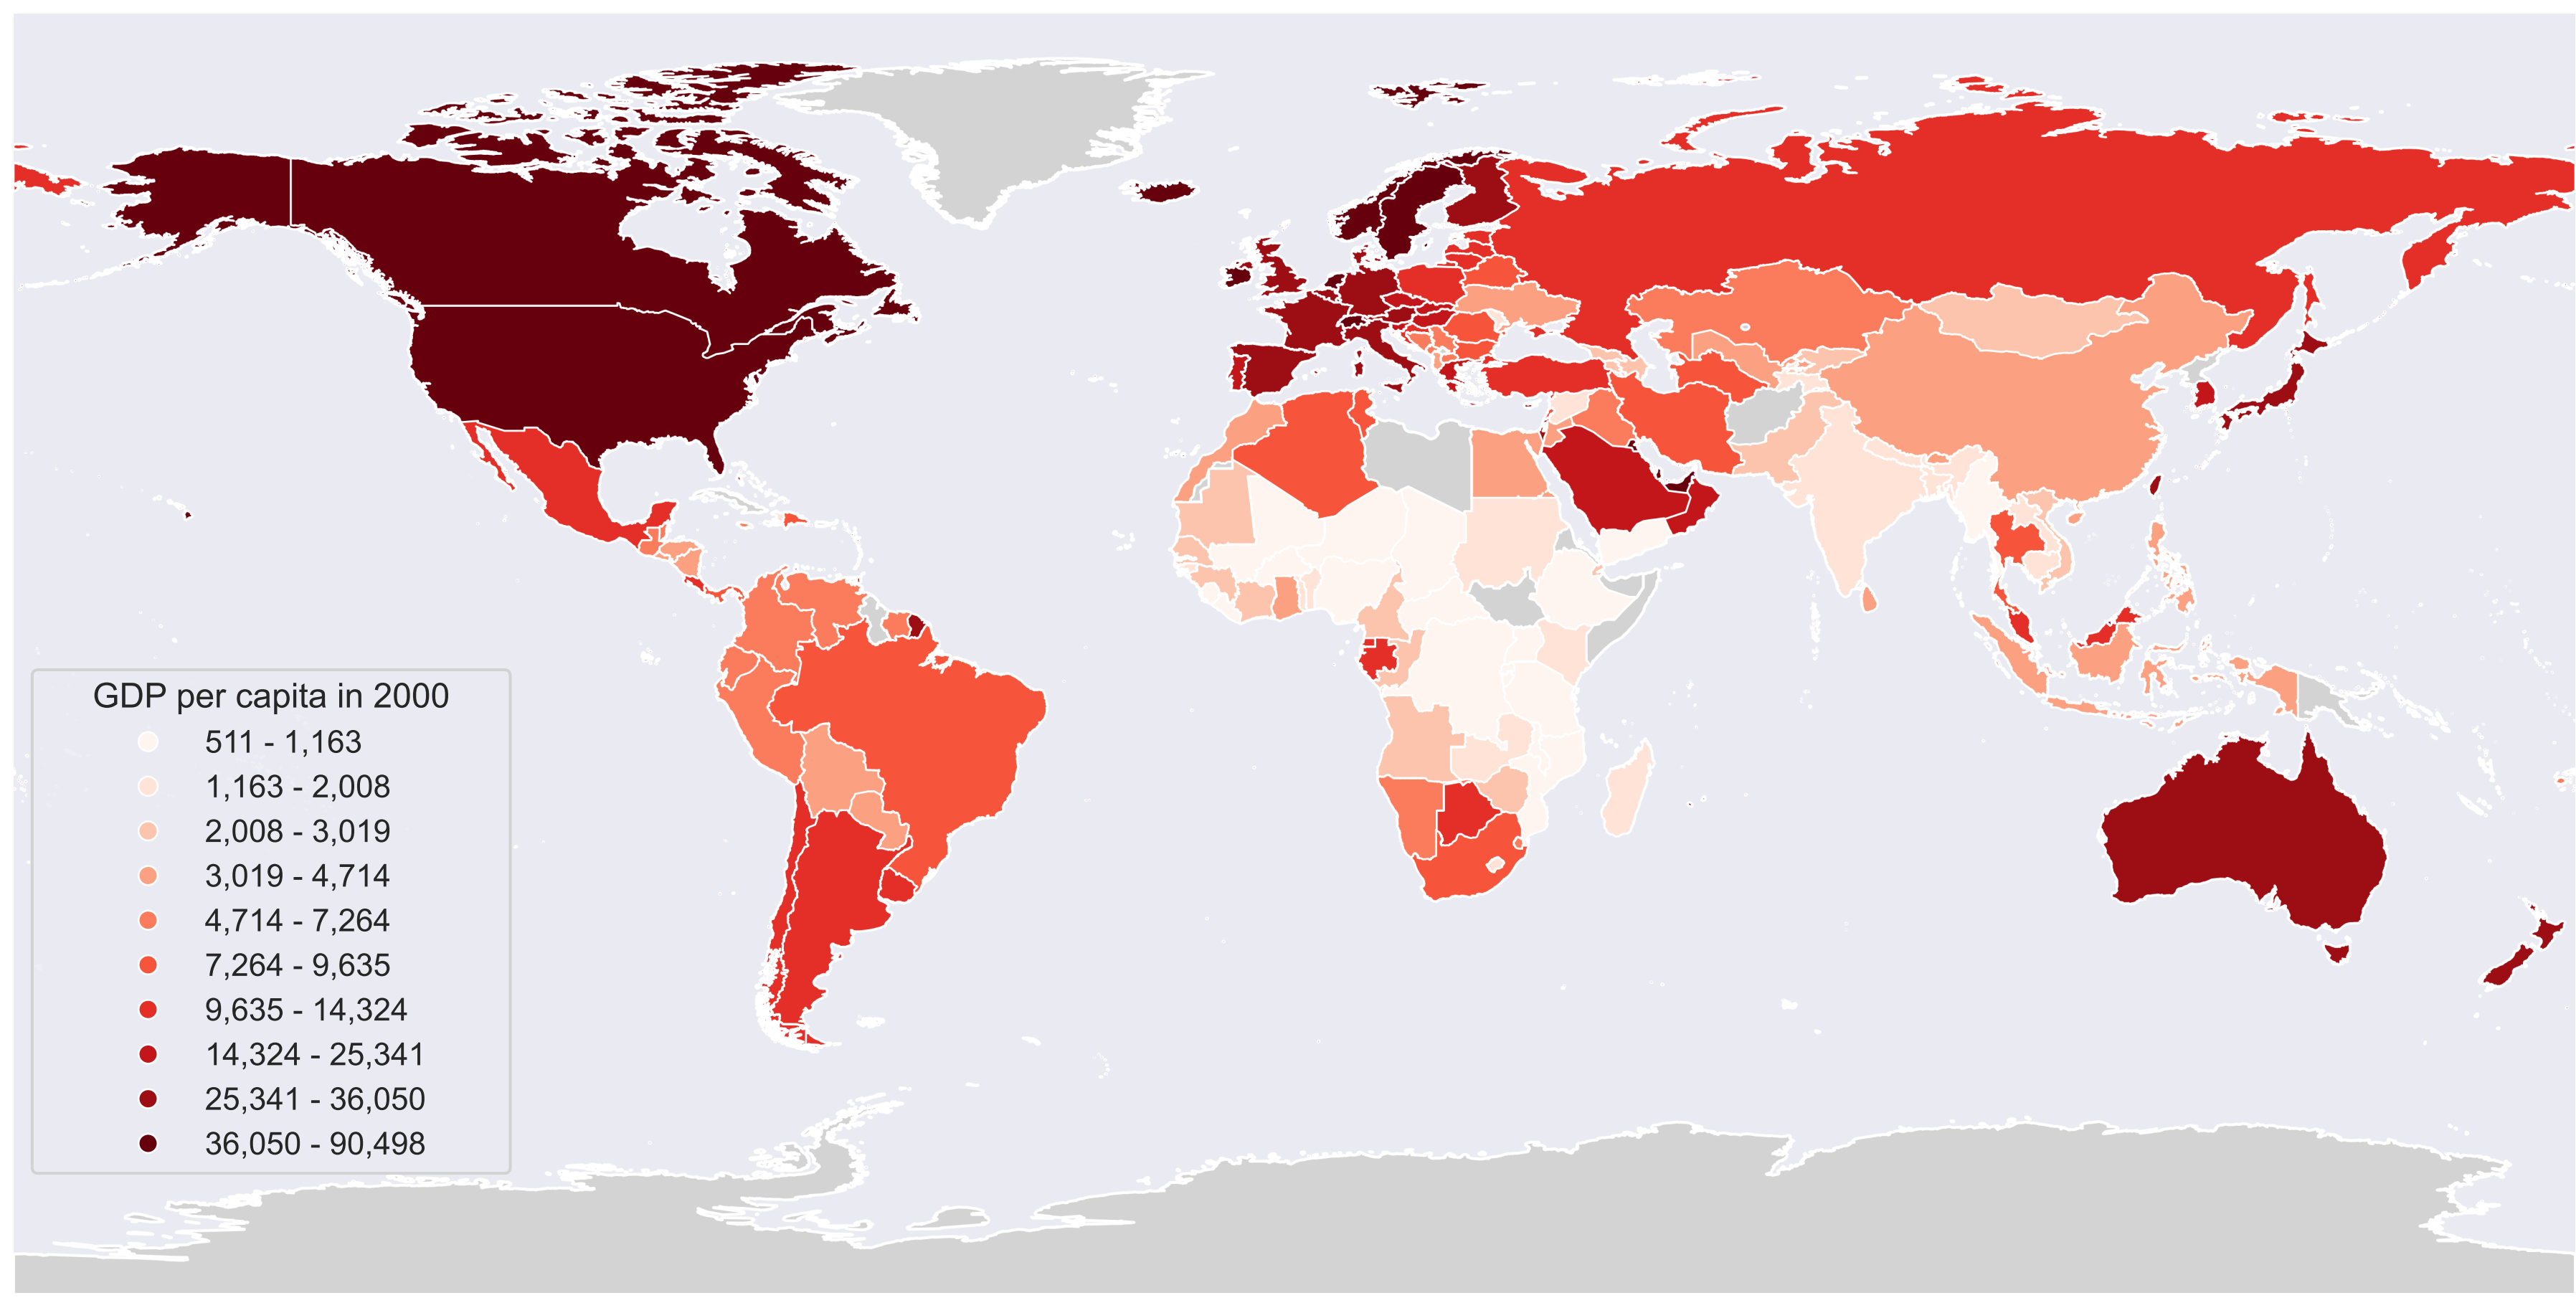 GDP per capita in 2000
511 - 1,163
1,163 - 2,008
2,008 - 3,019
3,019 - 4,714
4,714 - 7,264
7,264 - 9,635
9,635 - 14,324
14,324 - 25,341
25,341 - 36,050
36,050 - 90,498